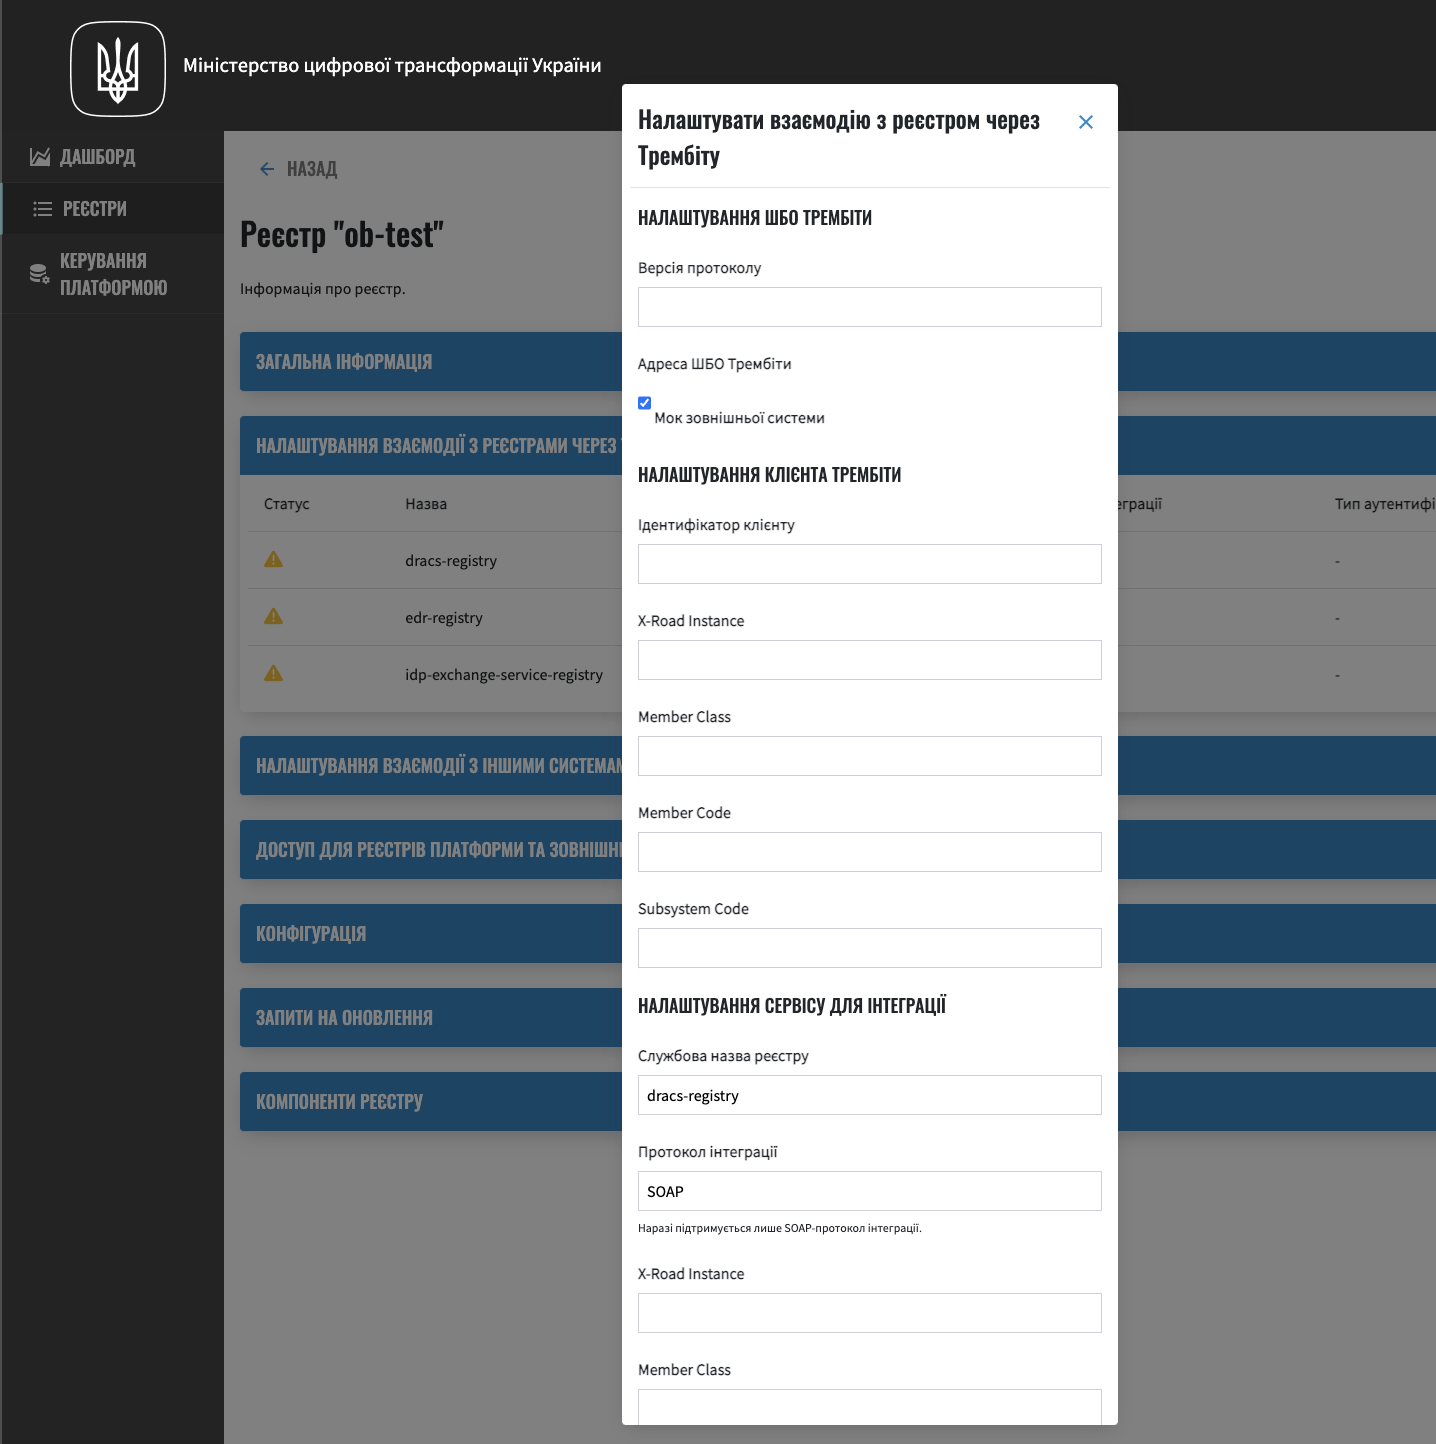 Міністерство цифрової трансформації України
ДАШБОРД
РЕЄСТРИ
КЕРУВАННЯ
ПЛАТФОРМОЮ
НАЗАД
Реєстр "ob-test"
Інформація про реєстр.
ЗАГАЛЬНА ІНФОРМАЦІЯ
НАЛАШТУВАННЯ ВЗАЄМОДІЇ З РЕЄСТРАМИ ЧЕРЕЗ
Статус Назва еграції Тип аутентифі
dracs-registry -
edr-registry -
idp-exchange-service-registry -
НАЛАШТУВАННЯ ВЗАЄМОДІЇ З ІНШИМИ СИСТЕМАМ
ДОСТУП ДЛЯ РЕЄСТРІВ ПЛАТФОРМИ ТА ЗОВНІШН
КОНФІГУРАЦІЯ
ЗАПИТИ НА ОНОВЛЕННЯ
КОМПОНЕНТИ РЕЄСТРУ
Налаштувати взаємодію з реєстром через
Трембіту
НАЛАШТУВАННЯ ШБО ТРЕМБІТИ
Версія протоколу
Адреса ШБО Трембіти
Мок зовнішньої системи
НАЛАШТУВАННЯ КЛІЄНТА ТРЕМБІТИ
Ідентифікатор клієнту
X-Road Instance
Member Class
Member Code
Subsystem Code
НАЛАШТУВАННЯ СЕРВІСУ ДЛЯ ІНТЕГРАЦІЇ
Службова назва реєстру
dracs-registry
Протокол інтеграції
SOAP
Наразі підтримується лише SOAP-протокол інтеграції.
X-Road Instance
Member Class